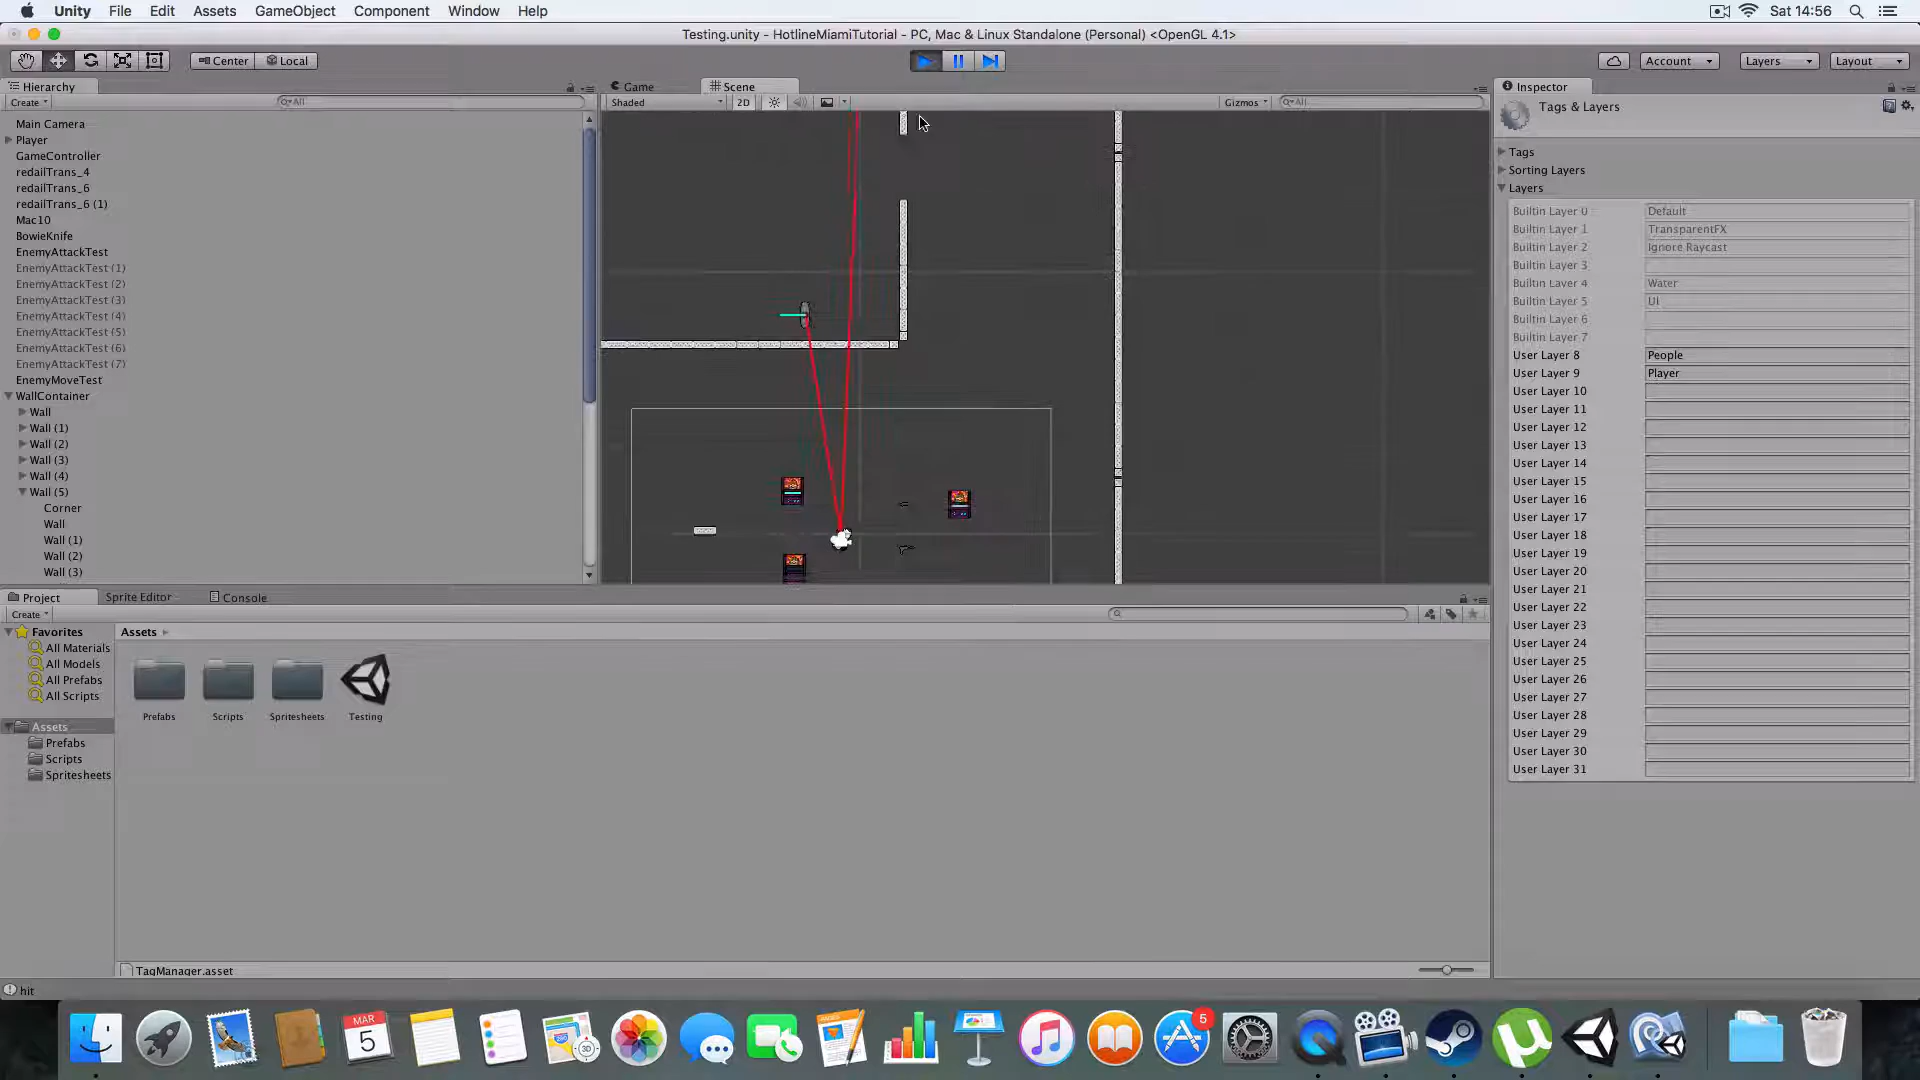 Unity File Edit Assets GameObject Component Window Help Sat 14:56
Testing.unity - HotlineMiamiTutorial - PC, Mac & Linux Standalone (Personal) <OpenGL 4.1>
Center Local Account Layers Layout
Hierarchy
Create All
Main Camera
Player
GameController
redailTrans_4
redailTrans_6
redailTrans_6 (1)
Mac10
BowieKnife
EnemyAttackTest
EnemyAttackTest (1)
EnemyAttackTest (2)
EnemyAttackTest (3)
EnemyAttackTest (4)
EnemyAttackTest (5)
EnemyAttackTest (6)
EnemyAttackTest (7)
EnemyMoveTest
WallContainer
Wall
Wall (1)
Wall (2)
Wall (3)
Wall (4)
Wall (5)
Corner
Wall
Wall (1)
Wall (2)
Wall (3)
Game Scene
Shaded 2D Gizmos All
Inspector
Tags & Layers
Tags
Sorting Layers
Layers
Builtin Layer 0 Default
Builtin Layer 1 TransparentFX
Builtin Layer 2 Ignore Raycast
Builtin Layer 3
Builtin Layer 4 Water
Builtin Layer 5 UI
Builtin Layer 6
Builtin Layer 7
User Layer 8 People
User Layer 9 Player
User Layer 10
User Layer 11
User Layer 12
User Layer 13
User Layer 14
User Layer 15
User Layer 16
User Layer 17
User Layer 18
User Layer 19
User Layer 20
User Layer 21
User Layer 22
User Layer 23
User Layer 24
User Layer 25
User Layer 26
User Layer 27
User Layer 28
User Layer 29
User Layer 30
User Layer 31
Project Sprite Editor Console
Create
Favorites
All Materials
All Models
All Prefabs
All Scripts
Assets
Prefabs
Scripts
Spritesheets
Assets
Prefabs Scripts Spritesheets Testing
TagManager.asset
hit
MAR
5
3D
5